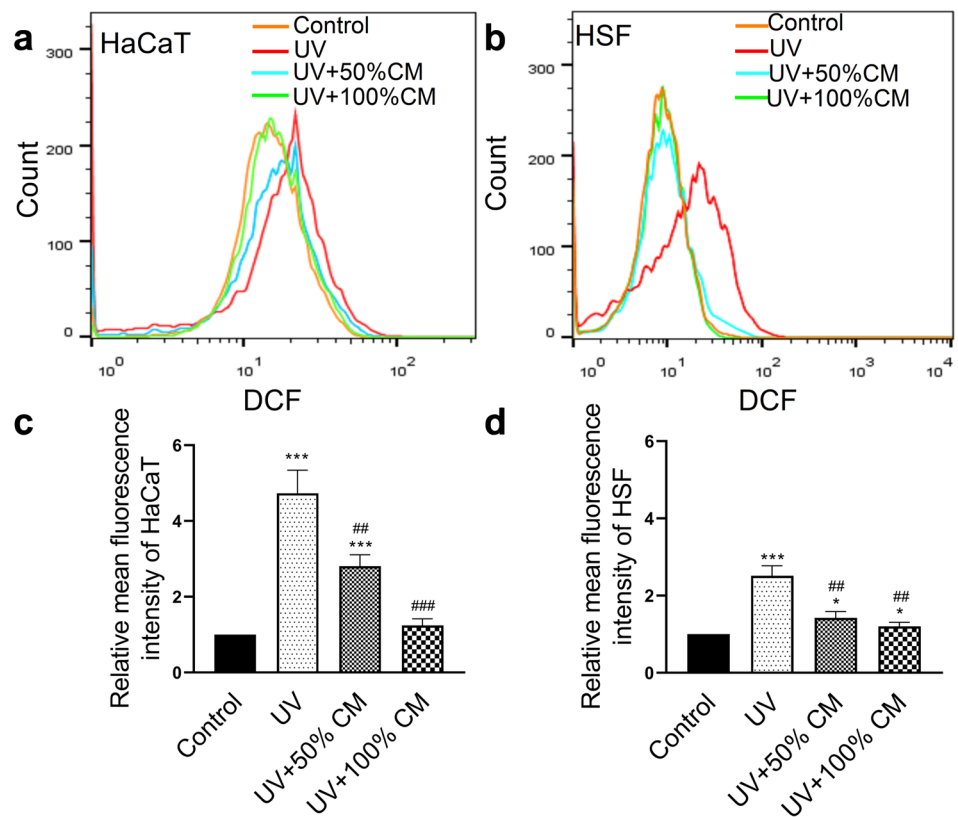 a
HaCaT
Control
UV
UV+50%CM
UV+100%CM
Count
300
200
100
0
10^0
10^1
10^2
DCF
b
HSF
Control
UV
UV+50%CM
UV+100%CM
Count
300
200
100
0
10^0
10^1
10^2
10^3
10^4
DCF
c
Relative mean fluorescence
intensity of HaCaT
6
4
2
0
***
##
***
###
Control
UV
UV+50% CM
UV+100% CM
d
Relative mean fluorescence
intensity of HSF
6
4
2
0
***
##
*
##
*
Control
UV
UV+50% CM
UV+100% CM